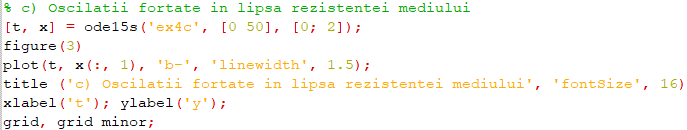 % c) Oscilatii fortate in lipsa rezistentei mediului
[t, x] = ode15s('ex4c', [0 50], [0; 2]);
figure(3)
plot(t, x(:, 1), 'b-', 'linewidth', 1.5);
title ('c) Oscilatii fortate in lipsa rezistentei mediului', 'fontSize', 16)
xlabel('t'); ylabel('y');
grid, grid minor;